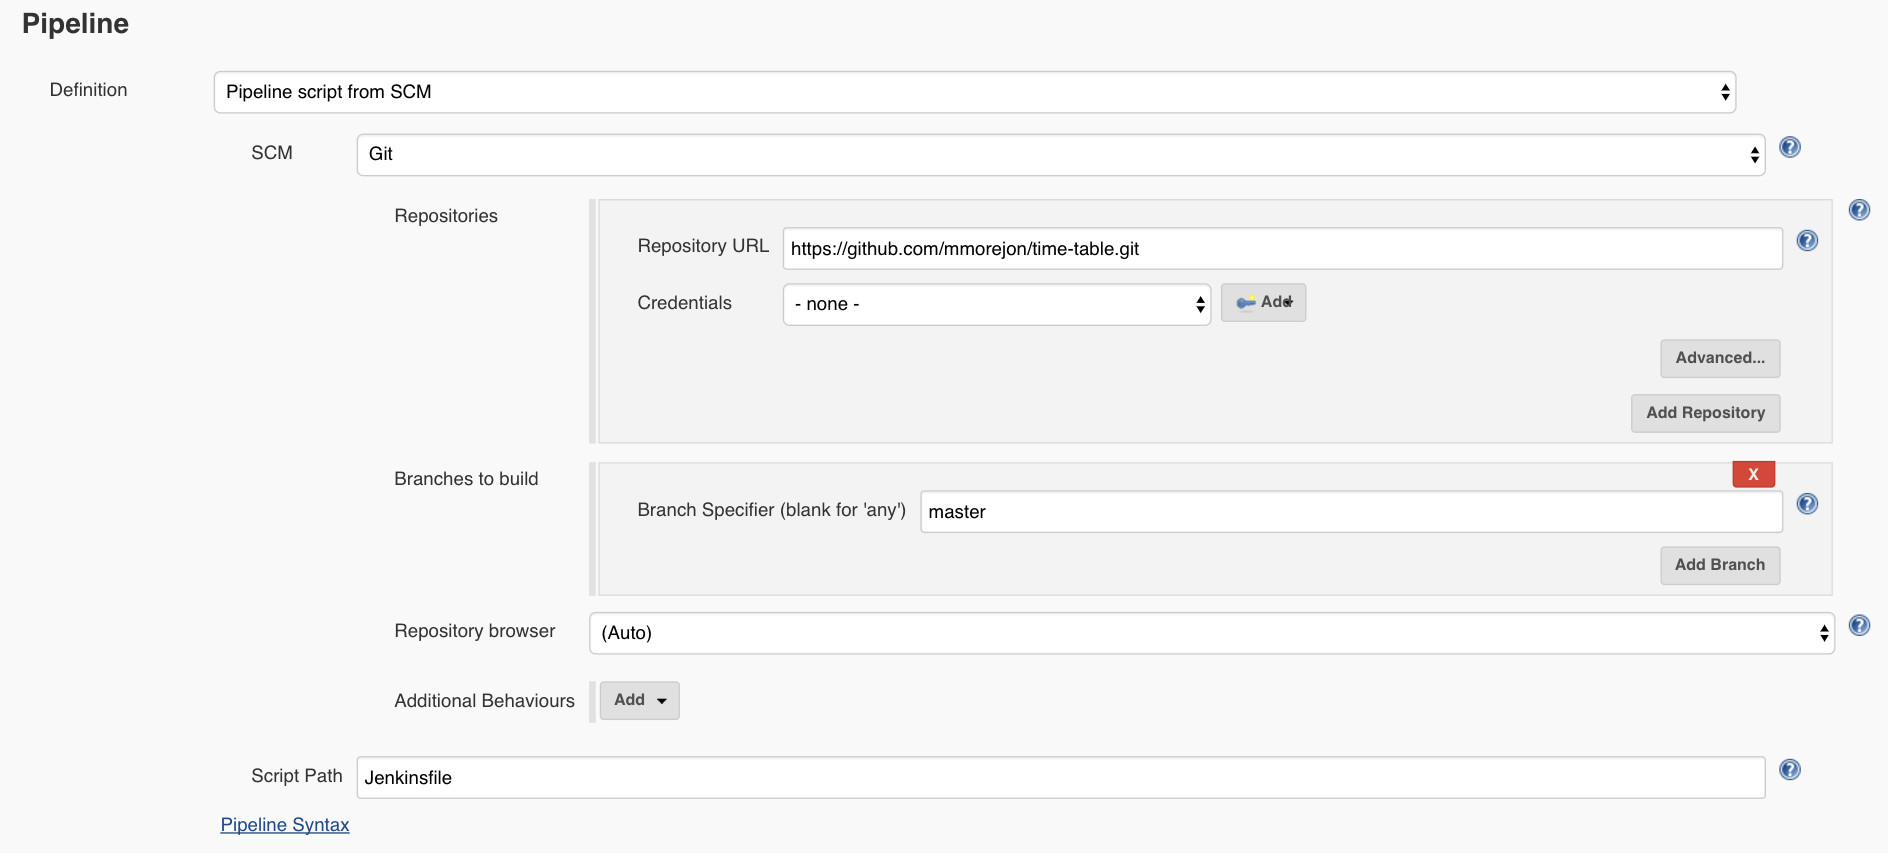 Pipeline
Definition
Pipeline script from SCM
SCM
Git
Repositories
Repository URL
https://github.com/mmorejon/time-table.git
Credentials
- none -
Add
Advanced...
Add Repository
Branches to build
X
Branch Specifier (blank for 'any')
master
Add Branch
Repository browser
(Auto)
Additional Behaviours
Add
Script Path
Jenkinsfile
Pipeline Syntax